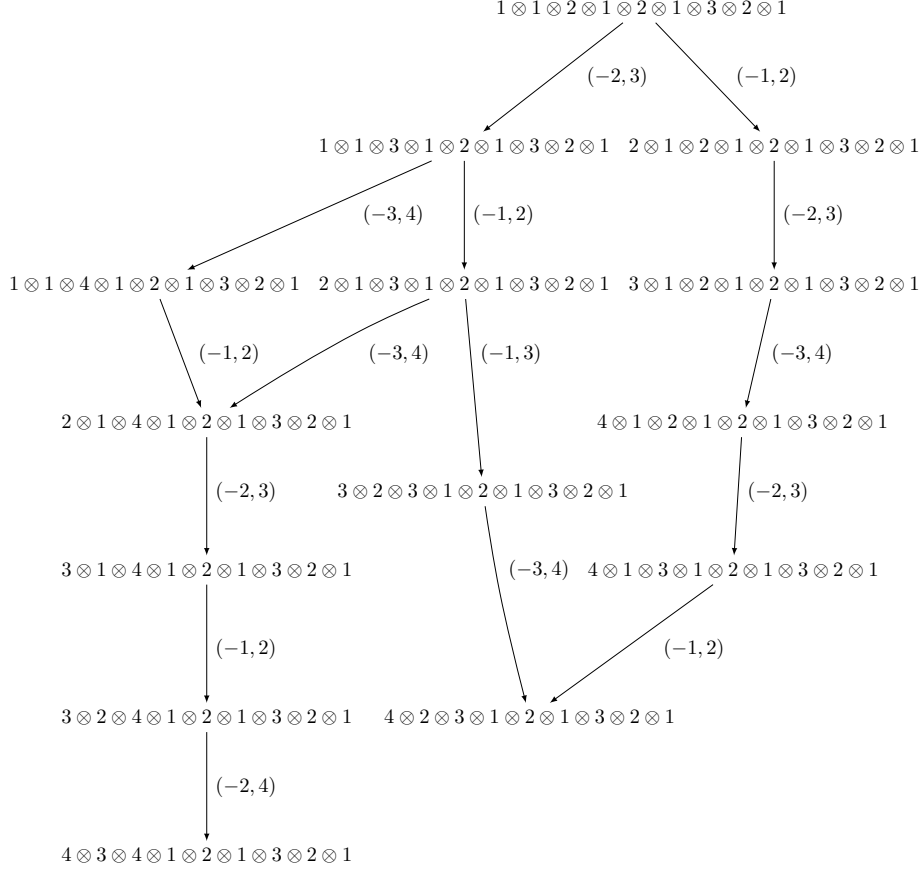 1 ⊗ 1 ⊗ 2 ⊗ 1 ⊗ 2 ⊗ 1 ⊗ 3 ⊗ 2 ⊗ 1
(−2, 3)
(−1, 2)
1 ⊗ 1 ⊗ 3 ⊗ 1 ⊗ 2 ⊗ 1 ⊗ 3 ⊗ 2 ⊗ 1
2 ⊗ 1 ⊗ 2 ⊗ 1 ⊗ 2 ⊗ 1 ⊗ 3 ⊗ 2 ⊗ 1
(−3, 4)
(−1, 2)
(−2, 3)
1 ⊗ 1 ⊗ 4 ⊗ 1 ⊗ 2 ⊗ 1 ⊗ 3 ⊗ 2 ⊗ 1
2 ⊗ 1 ⊗ 3 ⊗ 1 ⊗ 2 ⊗ 1 ⊗ 3 ⊗ 2 ⊗ 1
3 ⊗ 1 ⊗ 2 ⊗ 1 ⊗ 2 ⊗ 1 ⊗ 3 ⊗ 2 ⊗ 1
(−1, 2)
(−3, 4)
(−1, 3)
(−3, 4)
2 ⊗ 1 ⊗ 4 ⊗ 1 ⊗ 2 ⊗ 1 ⊗ 3 ⊗ 2 ⊗ 1
4 ⊗ 1 ⊗ 2 ⊗ 1 ⊗ 2 ⊗ 1 ⊗ 3 ⊗ 2 ⊗ 1
(−2, 3)
3 ⊗ 2 ⊗ 3 ⊗ 1 ⊗ 2 ⊗ 1 ⊗ 3 ⊗ 2 ⊗ 1
(−2, 3)
3 ⊗ 1 ⊗ 4 ⊗ 1 ⊗ 2 ⊗ 1 ⊗ 3 ⊗ 2 ⊗ 1
(−3, 4)
4 ⊗ 1 ⊗ 3 ⊗ 1 ⊗ 2 ⊗ 1 ⊗ 3 ⊗ 2 ⊗ 1
(−1, 2)
(−1, 2)
3 ⊗ 2 ⊗ 4 ⊗ 1 ⊗ 2 ⊗ 1 ⊗ 3 ⊗ 2 ⊗ 1
4 ⊗ 2 ⊗ 3 ⊗ 1 ⊗ 2 ⊗ 1 ⊗ 3 ⊗ 2 ⊗ 1
(−2, 4)
4 ⊗ 3 ⊗ 4 ⊗ 1 ⊗ 2 ⊗ 1 ⊗ 3 ⊗ 2 ⊗ 1